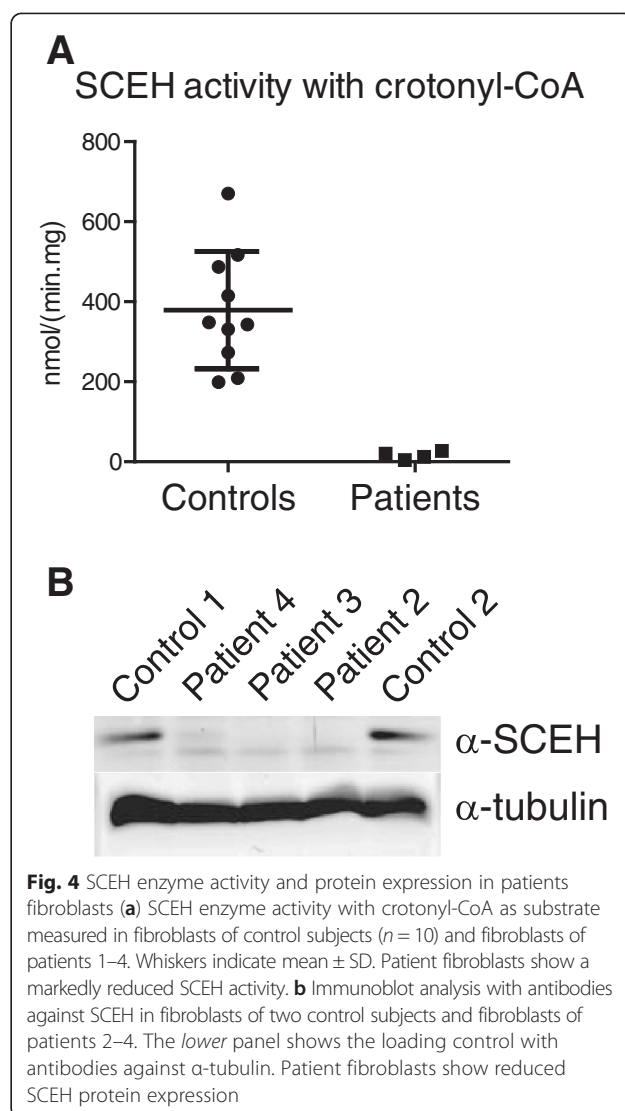 A
SCEH activity with crotonyl-CoA
800
600
400
200
0
nmol/(min.mg)
Controls
Patients
B
Control 1
Patient 4
Patient 3
Patient 2
Control 2
α-SCEH
α-tubulin
Fig. 4 SCEH enzyme activity and protein expression in patients
fibroblasts (a) SCEH enzyme activity with crotonyl-CoA as substrate
measured in fibroblasts of control subjects (n = 10) and fibroblasts of
patients 1–4. Whiskers indicate mean ± SD. Patient fibroblasts show a
markedly reduced SCEH activity. b Immunoblot analysis with antibodies
against SCEH in fibroblasts of two control subjects and fibroblasts of
patients 2–4. The lower panel shows the loading control with
antibodies against α-tubulin. Patient fibroblasts show reduced
SCEH protein expression